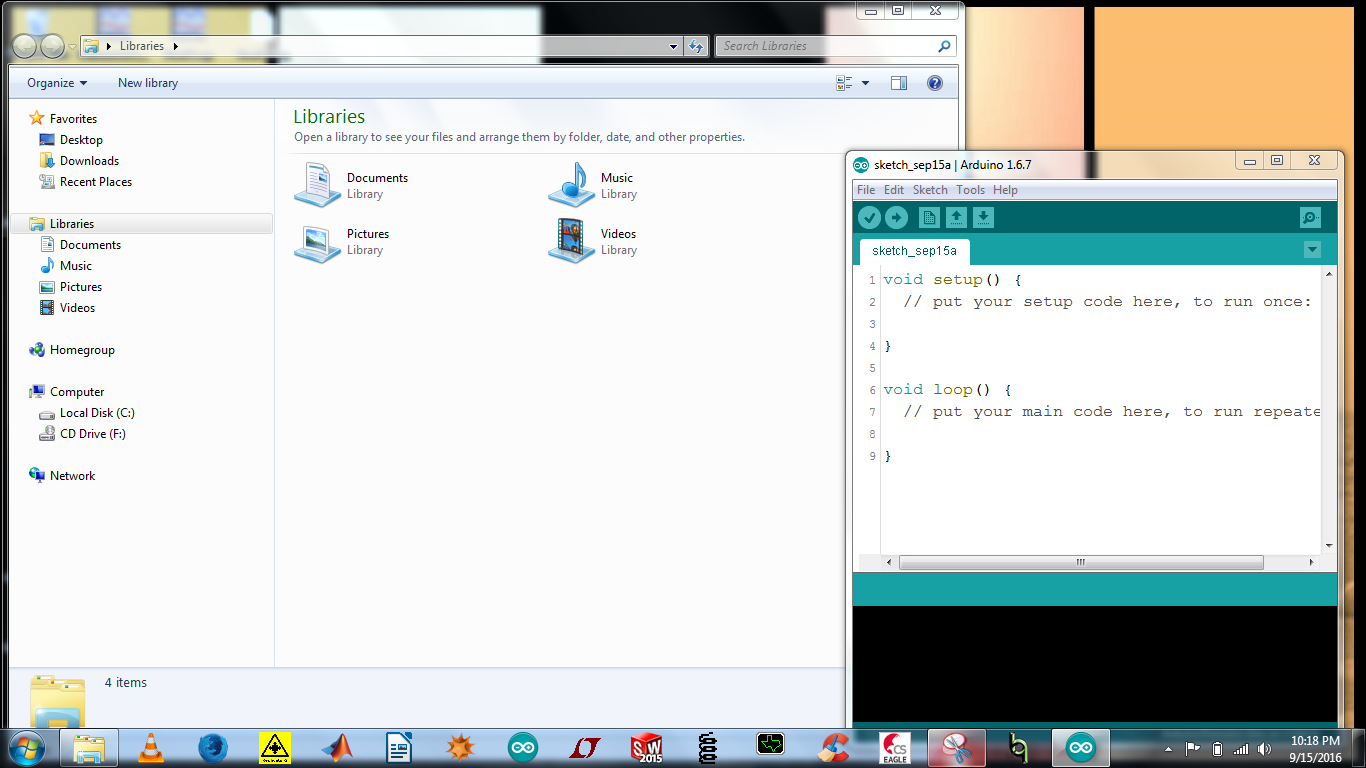 Libraries
Search Libraries
Organize
New library
Favorites
Desktop
Downloads
Recent Places
Libraries
Documents
Music
Pictures
Videos
Homegroup
Computer
Local Disk (C:)
CD Drive (F:)
Network
Libraries
Open a library to see your files and arrange them by folder, date, and other properties.
Documents
Library
Music
Library
Pictures
Library
Videos
Library
4 items
sketch_sep15a | Arduino 1.6.7
File Edit Sketch Tools Help
sketch_sep15a
1 void setup() {
2 // put your setup code here, to run once:
3
4 }
5
6 void loop() {
7 // put your main code here, to run repeate
8
9 }
SW
2015
CS
EAGLE
10:18 PM
9/15/2016